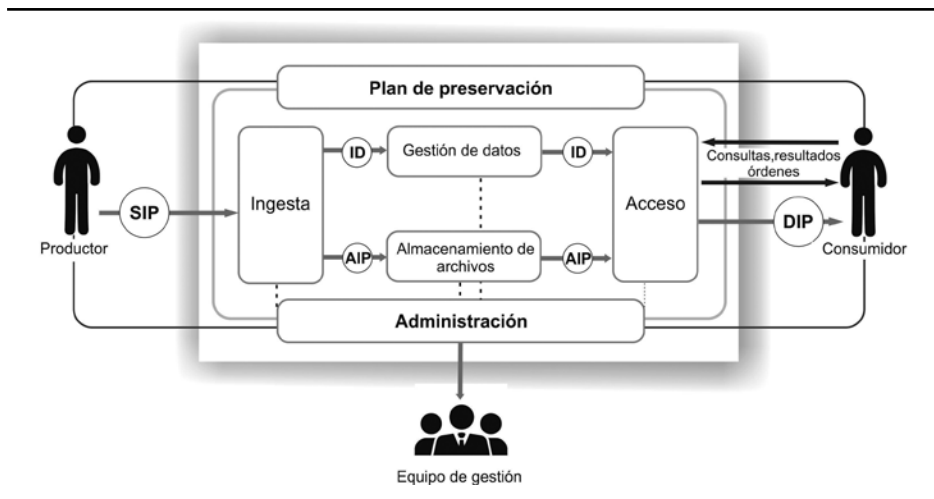 Plan de preservación
ID
Gestión de datos
ID
Consultas,resultados
órdenes
Ingesta
Acceso
SIP
DIP
Productor
Consumidor
AIP
Almacenamiento de
archivos
AIP
Administración
Equipo de gestión